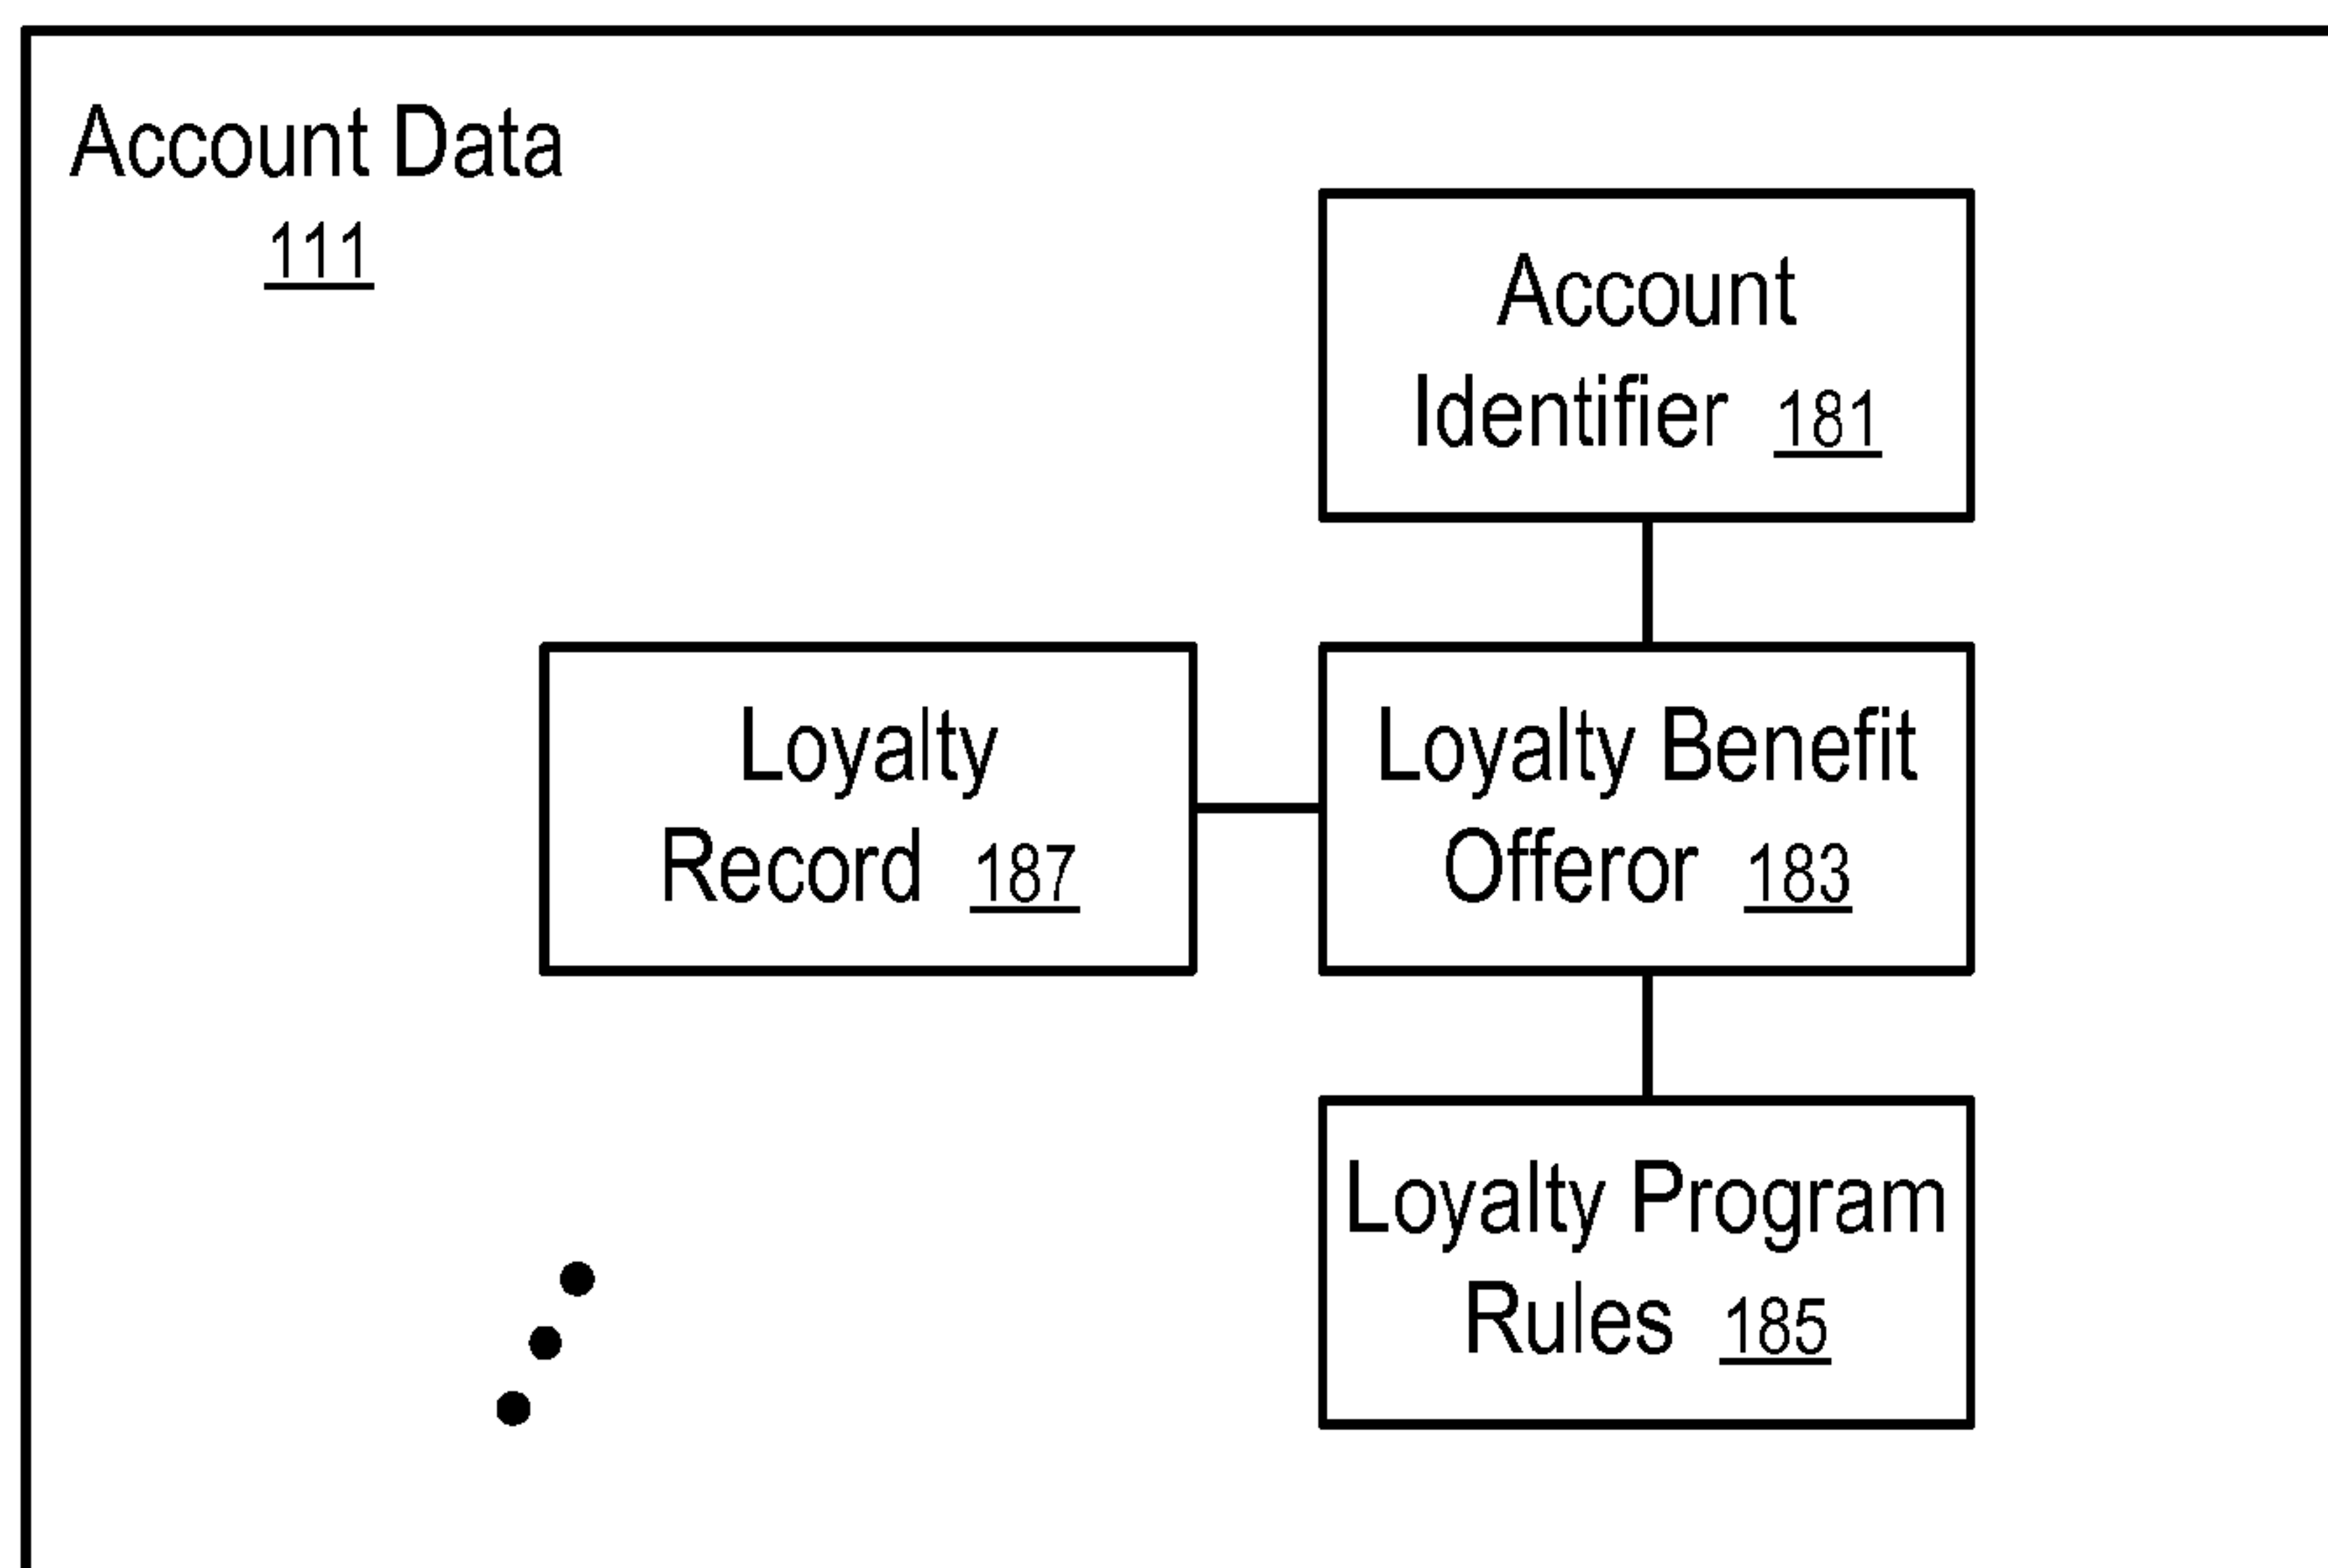 Account Data
111
Account
Identifier 181
Loyalty
Record 187
Loyalty Benefit
Offeror 183
Loyalty Program
Rules 185